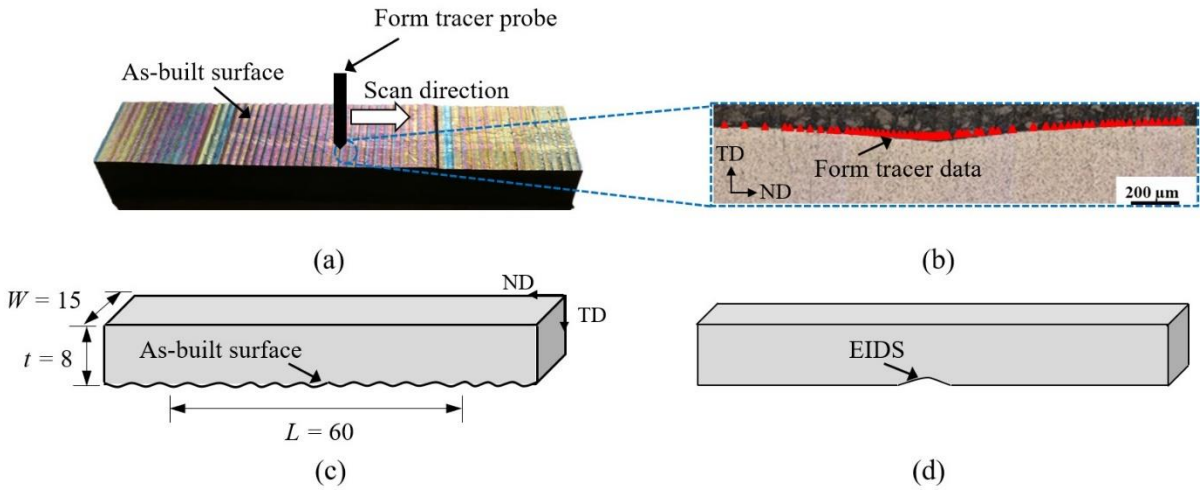 Form tracer probe
As-built surface
Scan direction
TD
ND
Form tracer data
200 μm
(a)
(b)
W = 15
t = 8
As-built surface
ND
TD
L = 60
EIDS
(c)
(d)